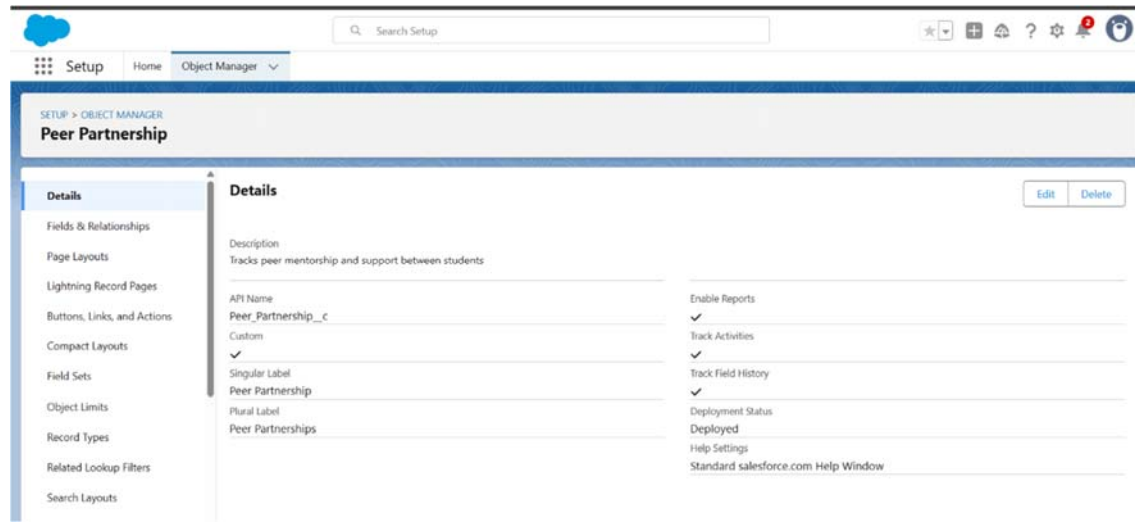 Search Setup
2
Setup Home Object Manager
SETUP > OBJECT MANAGER
Peer Partnership
Details
Fields & Relationships
Page Layouts
Lightning Record Pages
Buttons, Links, and Actions
Compact Layouts
Field Sets
Object Limits
Record Types
Related Lookup Filters
Search Layouts
Details
Edit Delete
Description
Tracks peer mentorship and support between students
API Name
Peer_Partnership__c
Custom
Singular Label
Peer Partnership
Plural Label
Peer Partnerships
Enable Reports
Track Activities
Track Field History
Deployment Status
Deployed
Help Settings
Standard salesforce.com Help Window